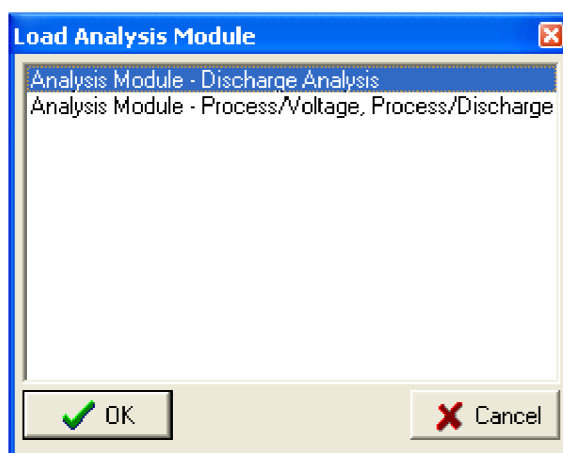 Load Analysis Module
Analysis Module - Discharge Analysis
Analysis Module - Process/Voltage, Process/Discharge
OK
Cancel